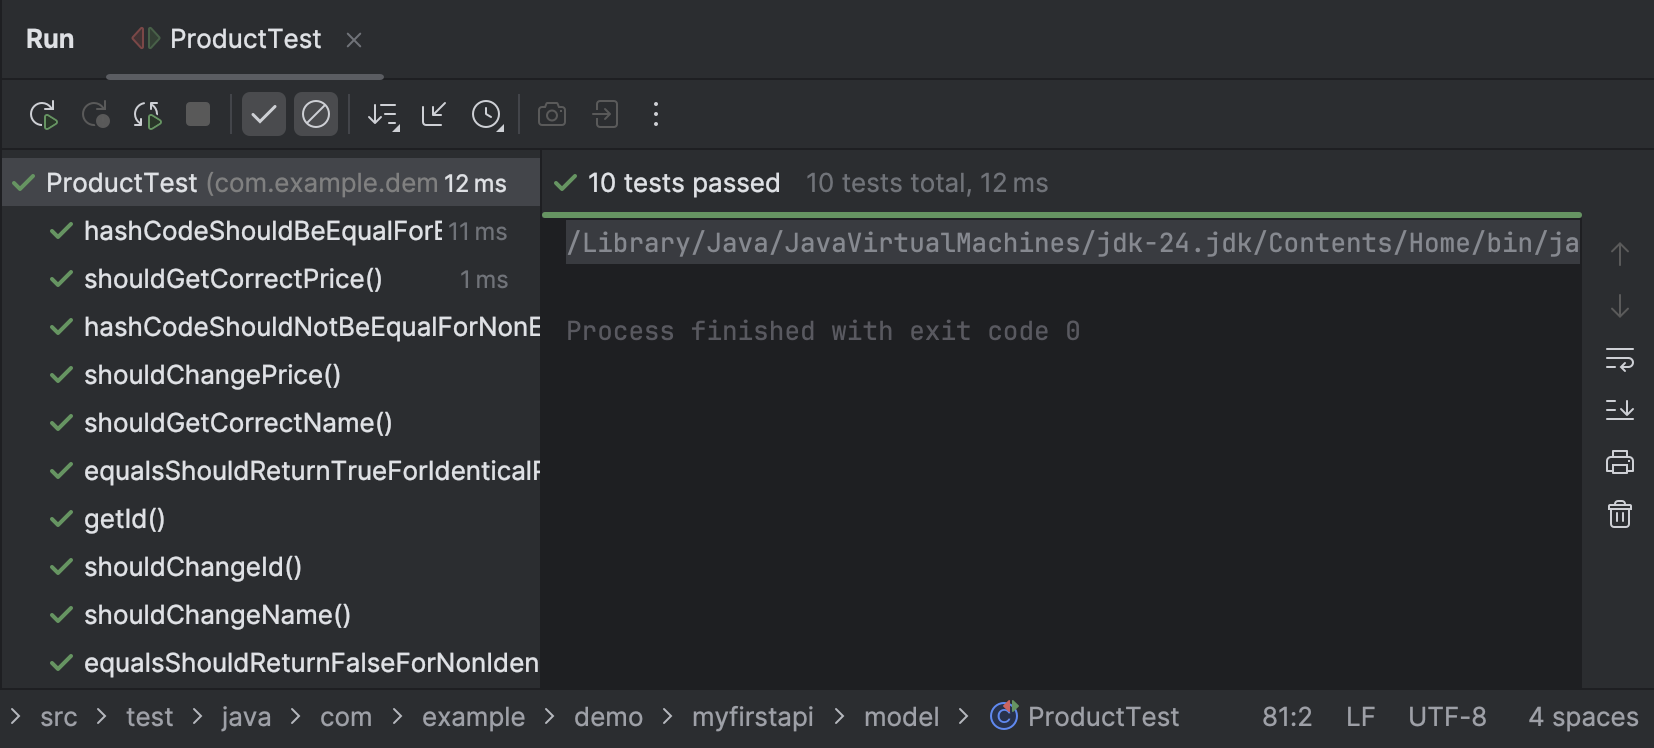 Run ProductTest
ProductTest (com.example.dem 12 ms
10 tests passed 10 tests total, 12 ms
hashCodeShouldBeEqualForE 11 ms
shouldGetCorrectPrice() 1 ms
hashCodeShouldNotBeEqualForNonE
shouldChangePrice()
shouldGetCorrectName()
equalsShouldReturnTrueForIdenticalP
getId()
shouldChangeId()
shouldChangeName()
equalsShouldReturnFalseForNonIden
/Library/Java/JavaVirtualMachines/jdk-24.jdk/Contents/Home/bin/ja
Process finished with exit code 0
src > test > java > com > example > demo > myfirstapi > model > ProductTest 81:2 LF UTF-8 4 spaces